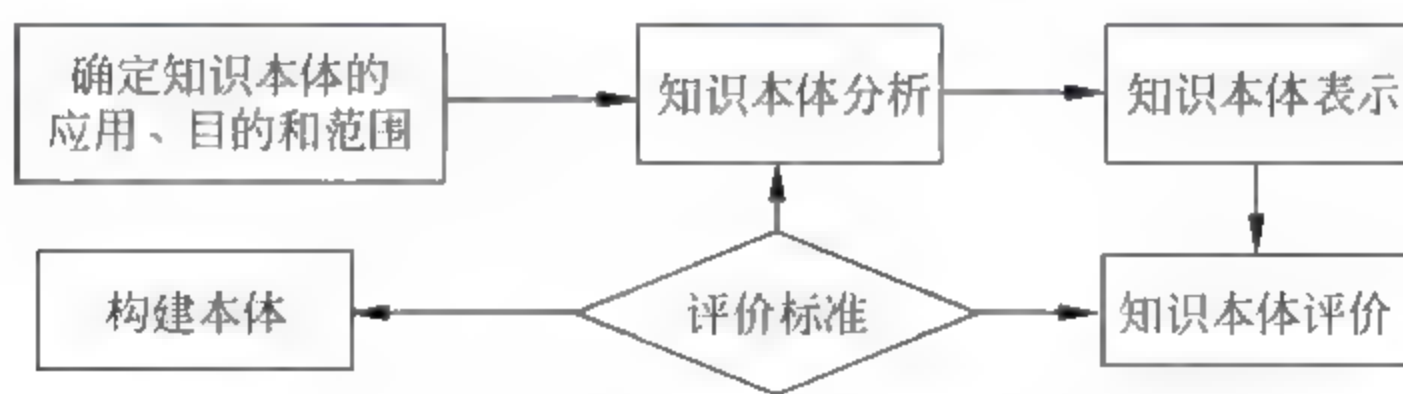 确定知识本体的
应用、目的和范围
知识本体分析
知识本体表示
构建本体
评价标准
知识本体评价